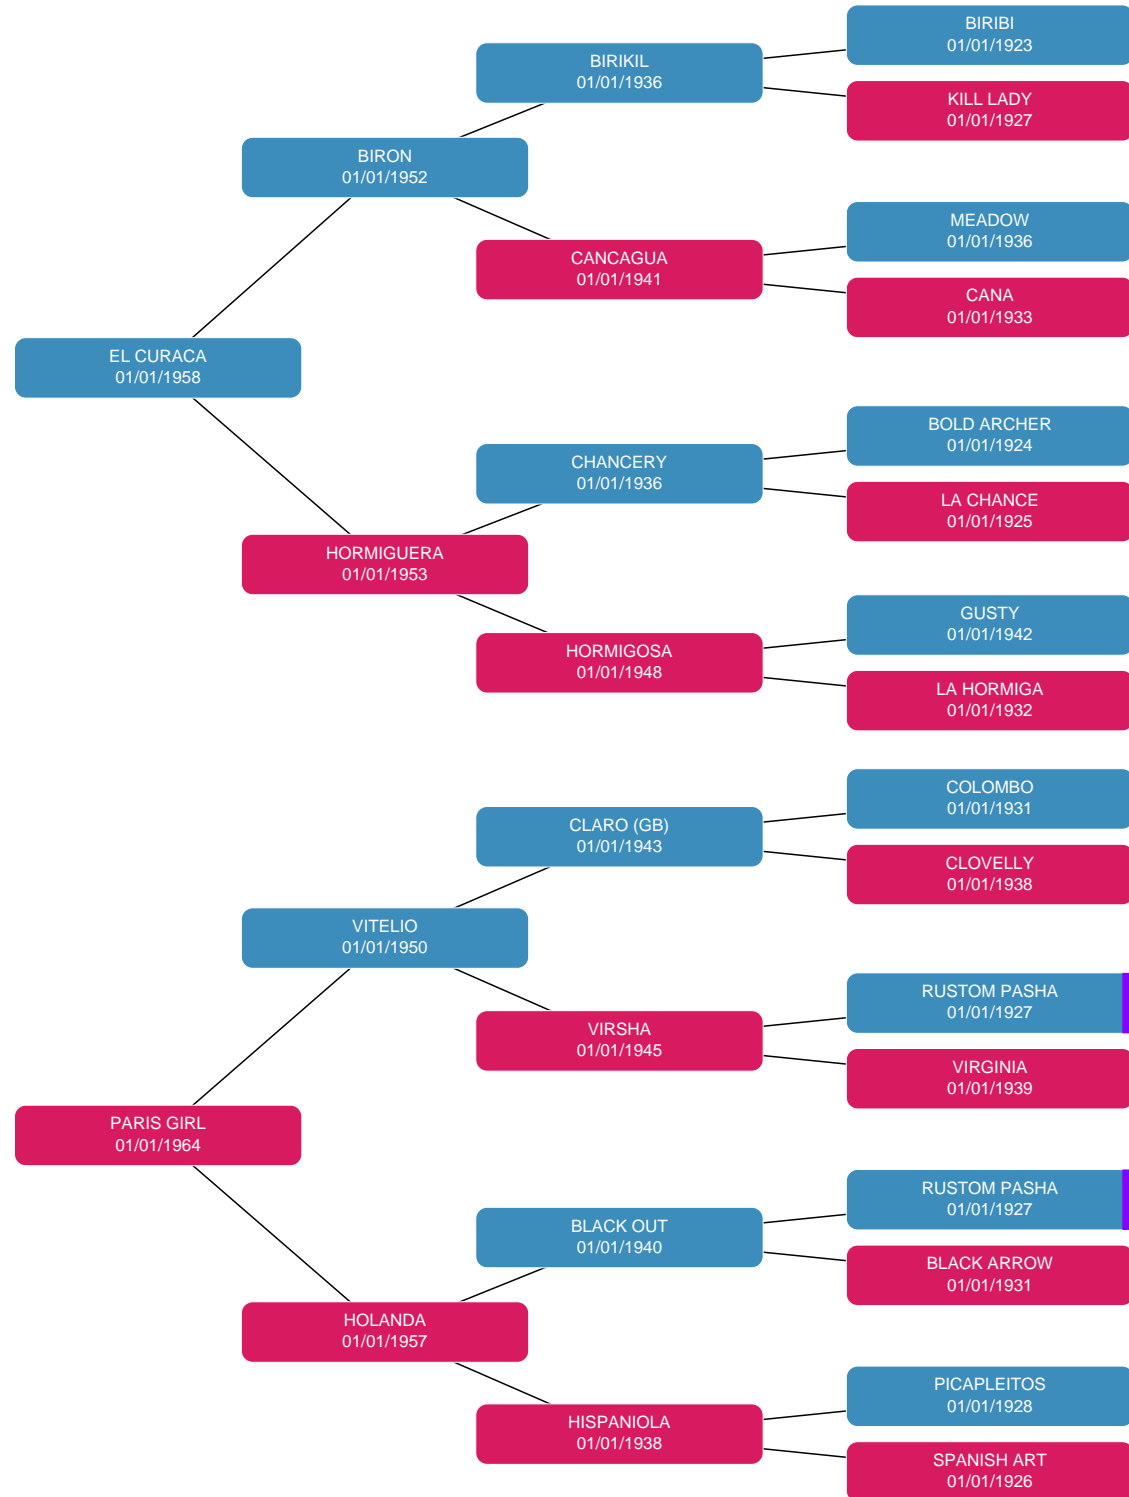 BIRIBI
01/01/1923
BIRIKIL
01/01/1936
KILL LADY
01/01/1927
BIRON
01/01/1952
MEADOW
01/01/1936
CANCAGUA
01/01/1941
CANA
01/01/1933
EL CURACA
01/01/1958
BOLD ARCHER
01/01/1924
CHANCERY
01/01/1936
LA CHANCE
01/01/1925
HORMIGUERA
01/01/1953
GUSTY
01/01/1942
HORMIGOSA
01/01/1948
LA HORMIGA
01/01/1932
COLOMBO
01/01/1931
CLARO (GB)
01/01/1943
CLOVELLY
01/01/1938
VITELIO
01/01/1950
RUSTOM PASHA
01/01/1927
VIRSHA
01/01/1945
VIRGINIA
01/01/1939
PARIS GIRL
01/01/1964
RUSTOM PASHA
01/01/1927
BLACK OUT
01/01/1940
BLACK ARROW
01/01/1931
HOLANDA
01/01/1957
PICAPLEITOS
01/01/1928
HISPANIOLA
01/01/1938
SPANISH ART
01/01/1926